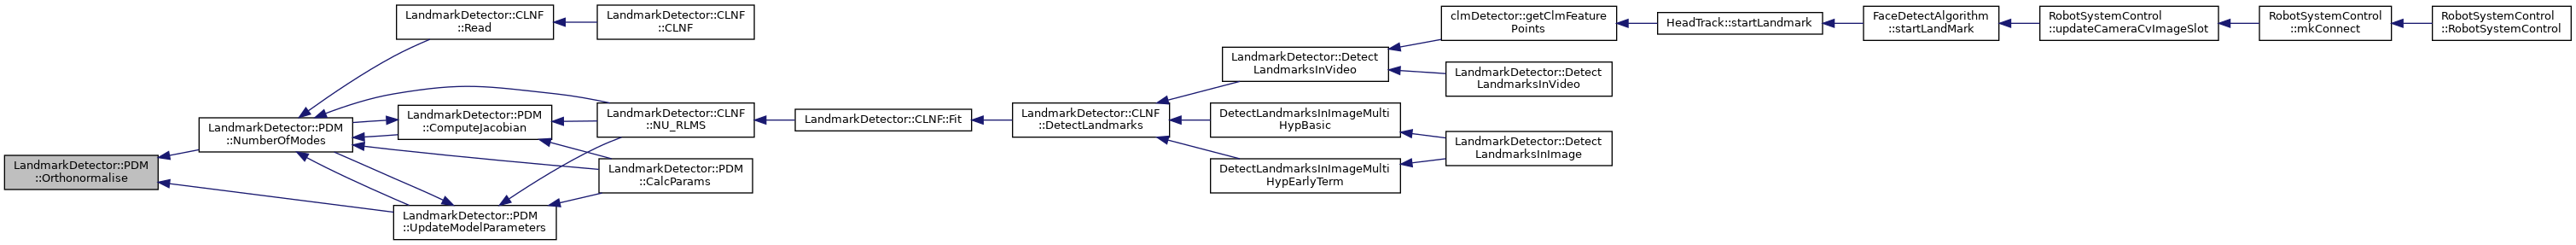 LandmarkDetector::PDM
::Orthonormalise
LandmarkDetector::PDM
::NumberOfModes
LandmarkDetector::CLNF
::Read
LandmarkDetector::CLNF
::CLNF
LandmarkDetector::PDM
::ComputeJacobian
LandmarkDetector::CLNF
::NU_RLMS
LandmarkDetector::PDM
::CalcParams
LandmarkDetector::PDM
::UpdateModelParameters
LandmarkDetector::CLNF::Fit
LandmarkDetector::CLNF
::DetectLandmarks
LandmarkDetector::Detect
LandmarksInVideo
DetectLandmarksInImageMulti
HypBasic
DetectLandmarksInImageMulti
HypEarlyTerm
clmDetector::getClmFeature
Points
LandmarkDetector::Detect
LandmarksInVideo
LandmarkDetector::Detect
LandmarksInImage
HeadTrack::startLandmark
FaceDetectAlgorithm
::startLandMark
RobotSystemControl
::updateCameraCvImageSlot
RobotSystemControl
::mkConnect
RobotSystemControl
::RobotSystemControl